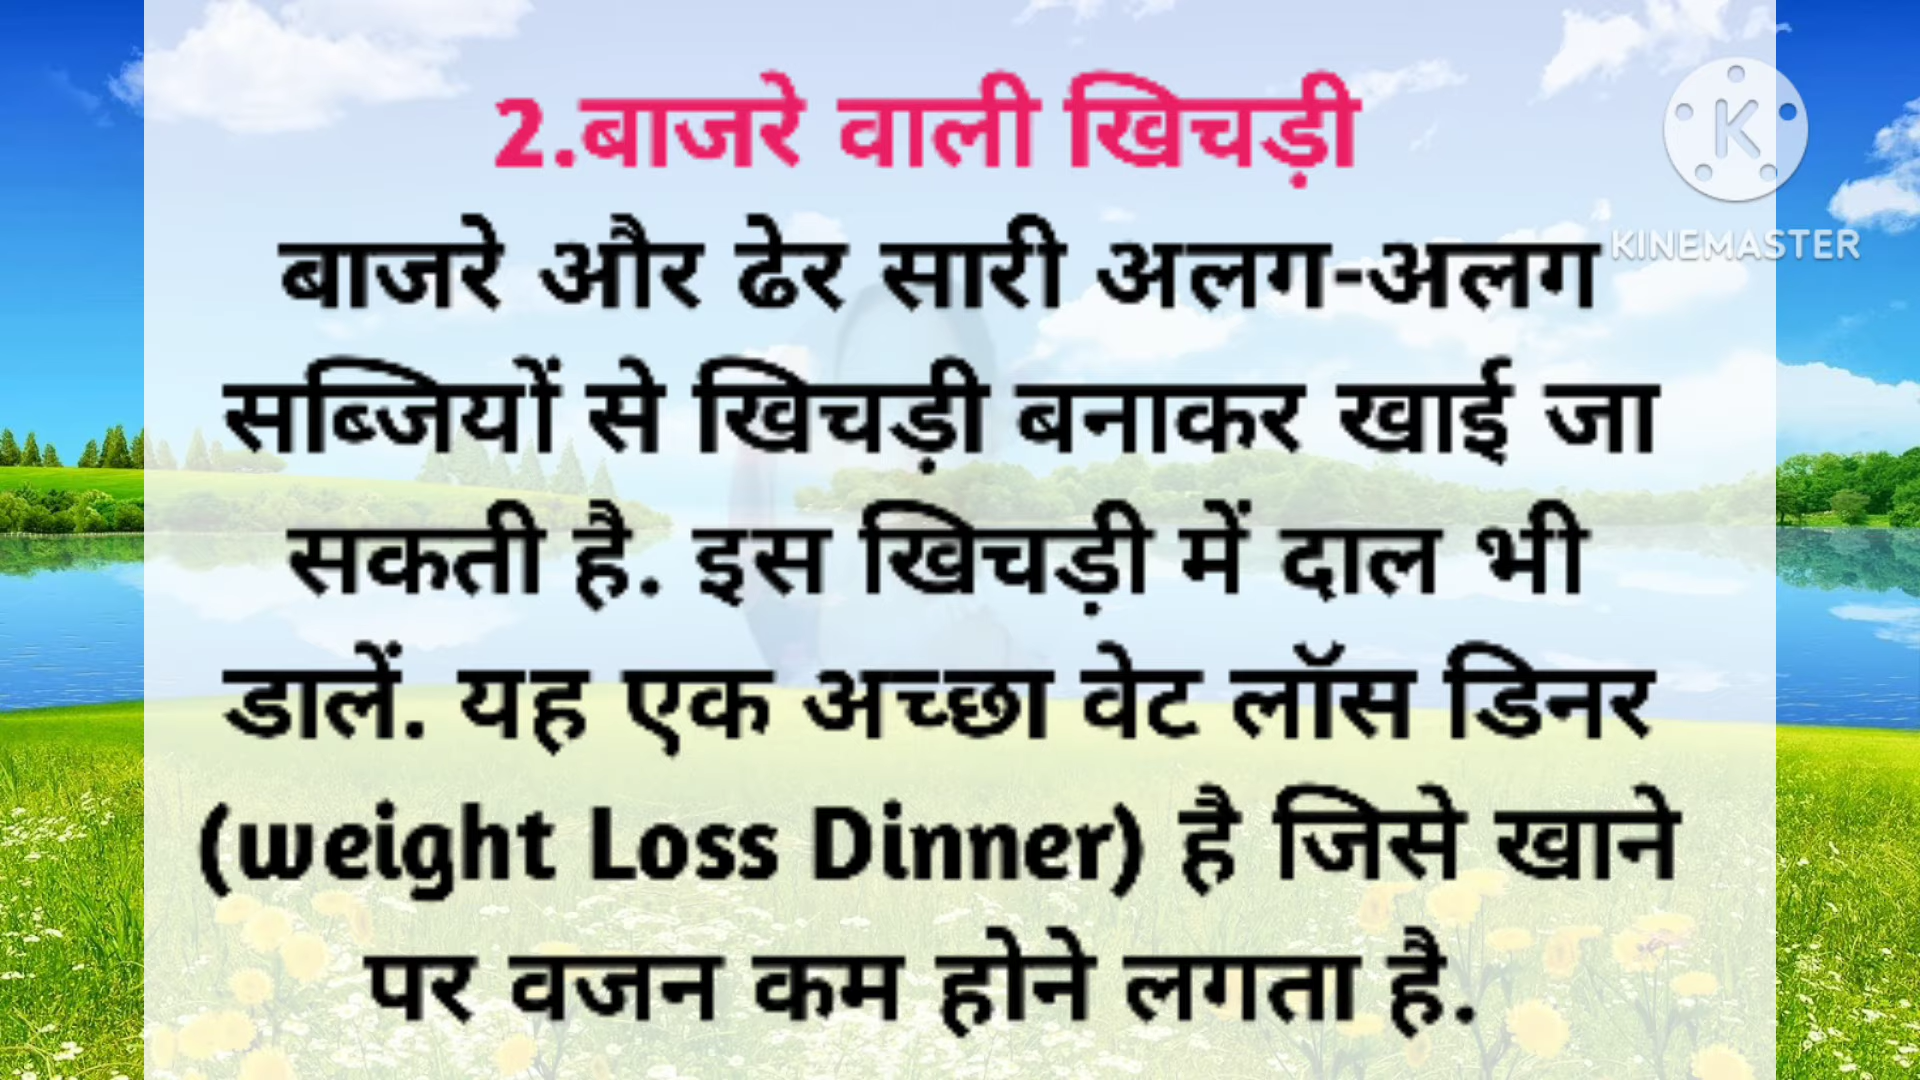 2.बाजरे वाली खिचड़ी
K
KINEMASTER
बाजरे और ढेर सारी अलग-अलग
सब्जियों से खिचड़ी बनाकर खाई जा
सकती है. इस खिचड़ी में दाल भी
डालें. यह एक अच्छा वेट लॉस डिनर
(weight Loss Dinner) है जिसे खाने
पर वजन कम होने लगता है.